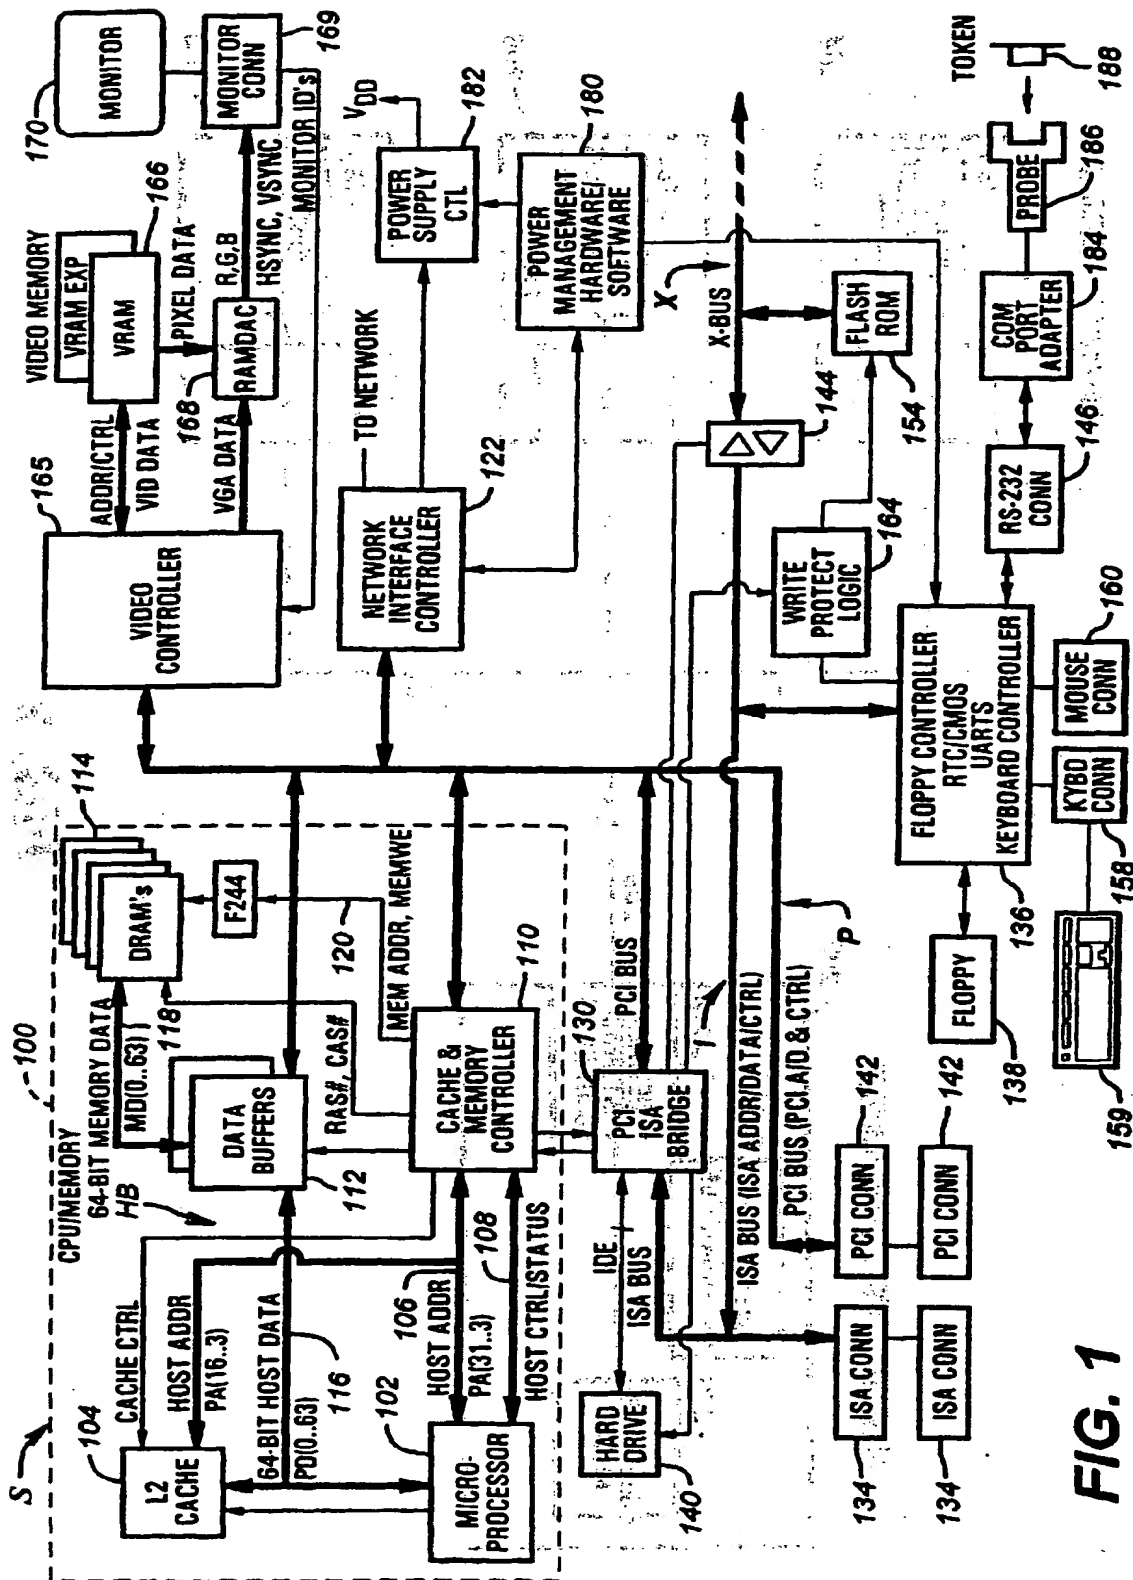 S
CPU/MEMORY
100
64-BIT MEMORY DATA
MD(0..63)
HB
114
DRAM's
118
F244
120
MEM ADDR, MEMWE
RAS#, CAS#
DATA
BUFFERS
112
104
L2
CACHE
CACHE CTRL
HOST ADDR
PA(16..3)
64-BIT HOST DATA
PD(0..63)
116
102
MICRO-
PROCESSOR
106
HOST ADDR
PA(31..3)
108
HOST CTRL/STATUS
CACHE &
MEMORY
CONTROLLER
110
165
VIDEO
CONTROLLER
ADDR/CTRL
VID DATA
VGA DATA
VIDEO MEMORY
VRAM EXP
VRAM
166
PIXEL DATA
168
RAMDAC
R,G,B
HSYNC, VSYNC
MONITOR ID's
170
MONITOR
MONITOR
CONN
169
NETWORK
INTERFACE
CONTROLLER
122
TO NETWORK
POWER
SUPPLY
CTL
182
VDD
POWER
MANAGEMENT
HARDWARE/
SOFTWARE
180
130
PCI
ISA
BRIDGE
PCI BUS
IDE
ISA BUS
HARD
DRIVE
140
I
ISA BUS (ISA ADDR/DATA/CTRL)
PCI BUS (PCI.A/D, & CTRL)
P
X
X-BUS
144
FLASH
ROM
154
WRITE
PROTECT
LOGIC
164
134
ISA CONN
134
ISA CONN
PCI CONN
142
PCI CONN
142
FLOPPY CONTROLLER
RTC/CMOS
UARTS
KEYBOARD CONTROLLER
136
FLOPPY
138
RS-232
CONN
146
COM
PORT
ADAPTER
184
PROBE
186
TOKEN
188
159
KYBD
CONN
158
MOUSE
CONN
160
FIG. 1